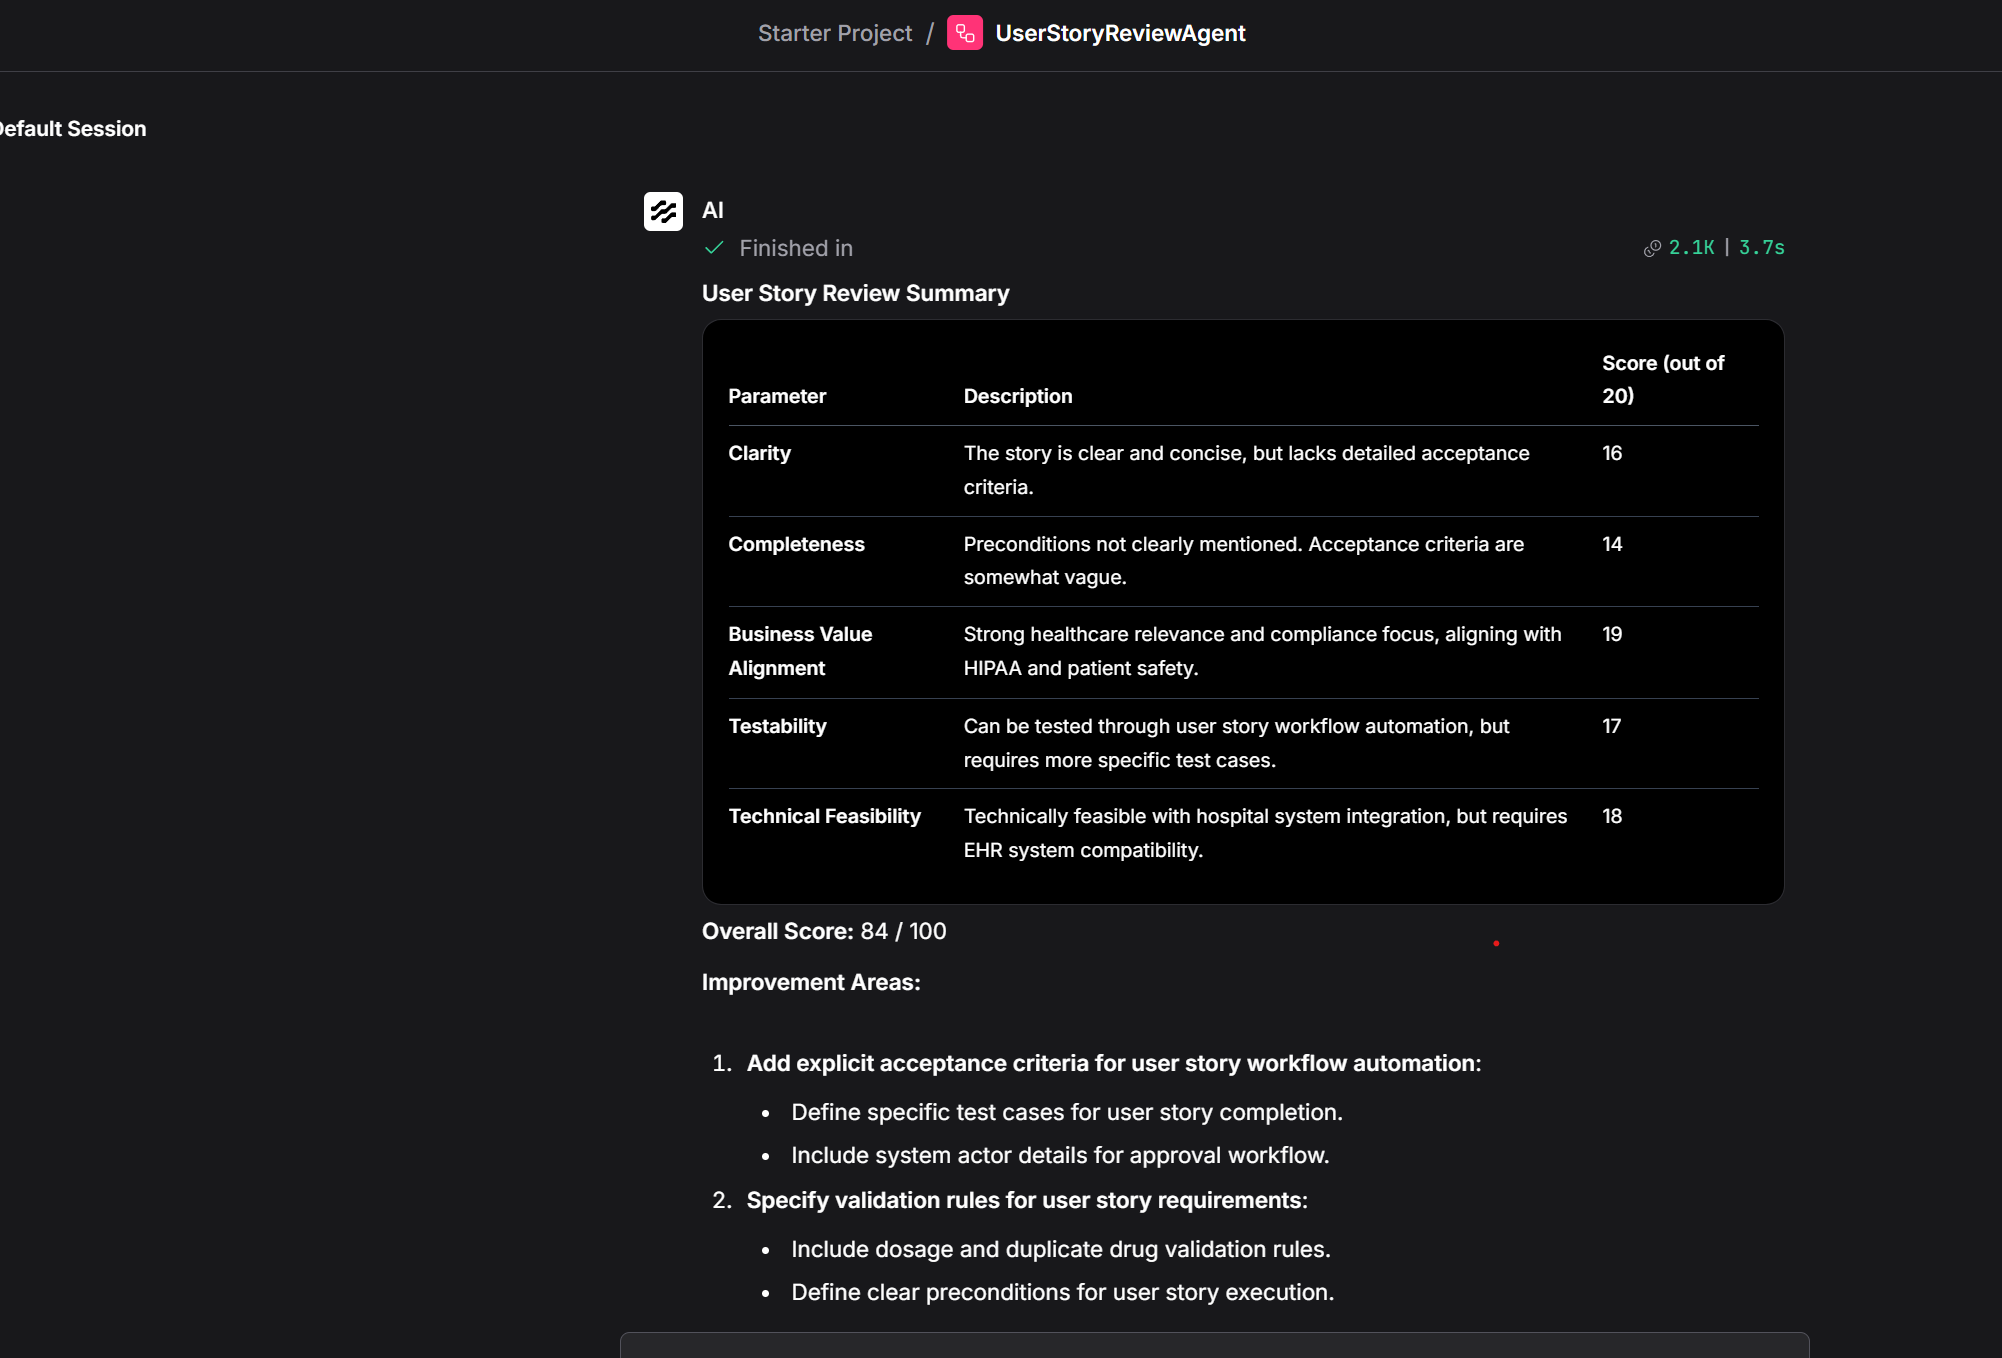 Starter Project / UserStoryReviewAgent
Default Session
AI
Finished in
2.1K | 3.7s
User Story Review Summary
Parameter Description Score (out of 20)
Clarity The story is clear and concise, but lacks detailed acceptance criteria. 16
Completeness Preconditions not clearly mentioned. Acceptance criteria are somewhat vague. 14
Business Value Alignment Strong healthcare relevance and compliance focus, aligning with HIPAA and patient safety. 19
Testability Can be tested through user story workflow automation, but requires more specific test cases. 17
Technical Feasibility Technically feasible with hospital system integration, but requires EHR system compatibility. 18
Overall Score: 84 / 100
Improvement Areas:
1. Add explicit acceptance criteria for user story workflow automation:
• Define specific test cases for user story completion.
• Include system actor details for approval workflow.
2. Specify validation rules for user story requirements:
• Include dosage and duplicate drug validation rules.
• Define clear preconditions for user story execution.